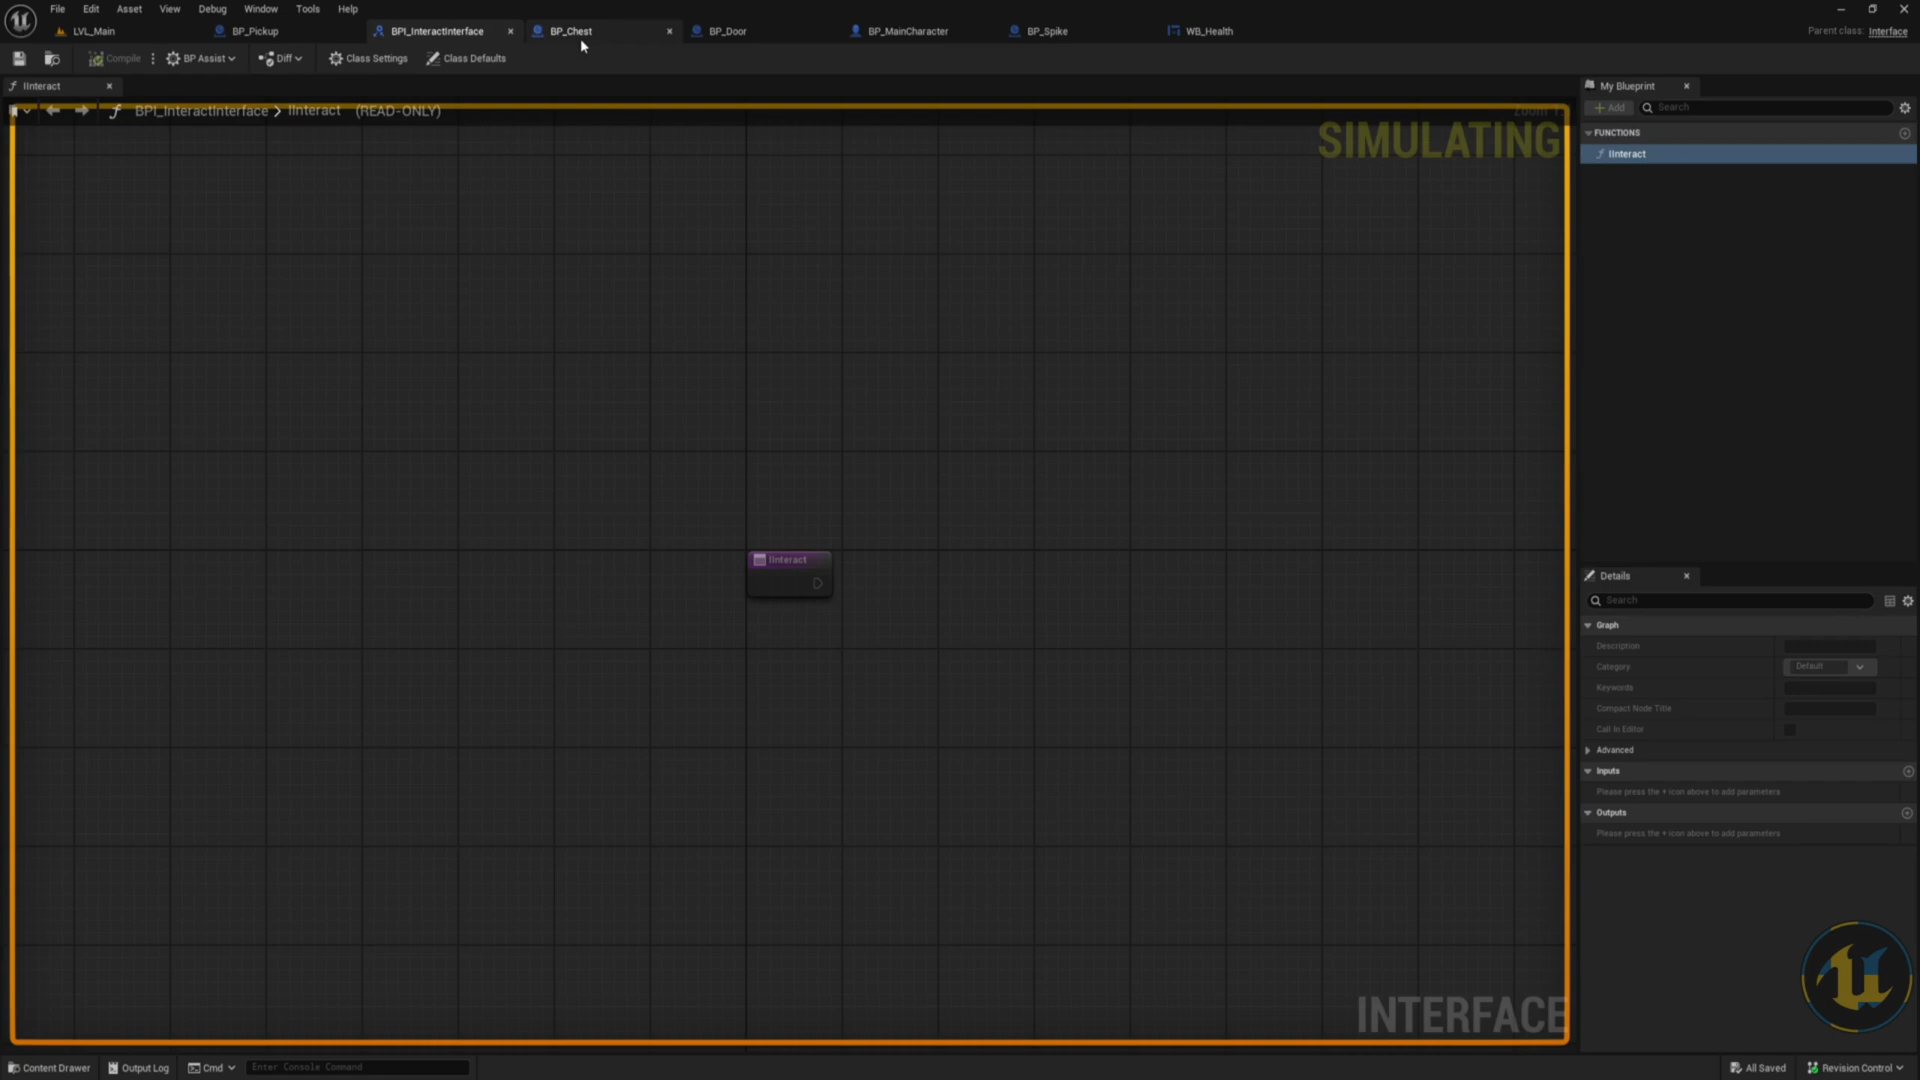 File Edit Asset View Debug Window Tools Help
LVL_Main BP_Pickup BPI_InteractInterface BP_Chest BP_Door BP_MainCharacter BP_Spike WB_Health Parent class: Interface
Compile BP Assist Diff Class Settings Class Defaults
IInteract
BPI_InteractInterface > IInteract (READ-ONLY)
SIMULATING
IInteract
INTERFACE
My Blueprint
Add Search
FUNCTIONS
IInteract
Details
Search
Graph
Description
Category Default
Keywords
Compact Node Title
Call In Editor
Advanced
Inputs
Please press the + icon above to add parameters
Outputs
Please press the + icon above to add parameters
Content Drawer Output Log Cmd Enter Console Command All Saved Revision Control